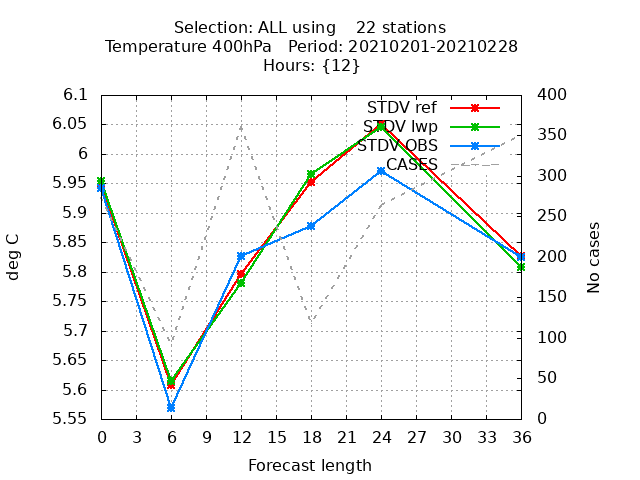 Selection: ALL using 22 stations
Temperature 400hPa Period: 20210201-20210228
Hours: {12}
6.1
6.05
6
5.95
5.9
5.85
5.8
5.75
5.7
5.65
5.6
5.55
deg C
STDV ref
STDV lwp
STDV OBS
CASES
400
350
300
250
200
150
100
50
0
No cases
0 3 6 9 12 15 18 21 24 27 30 33 36
Forecast length